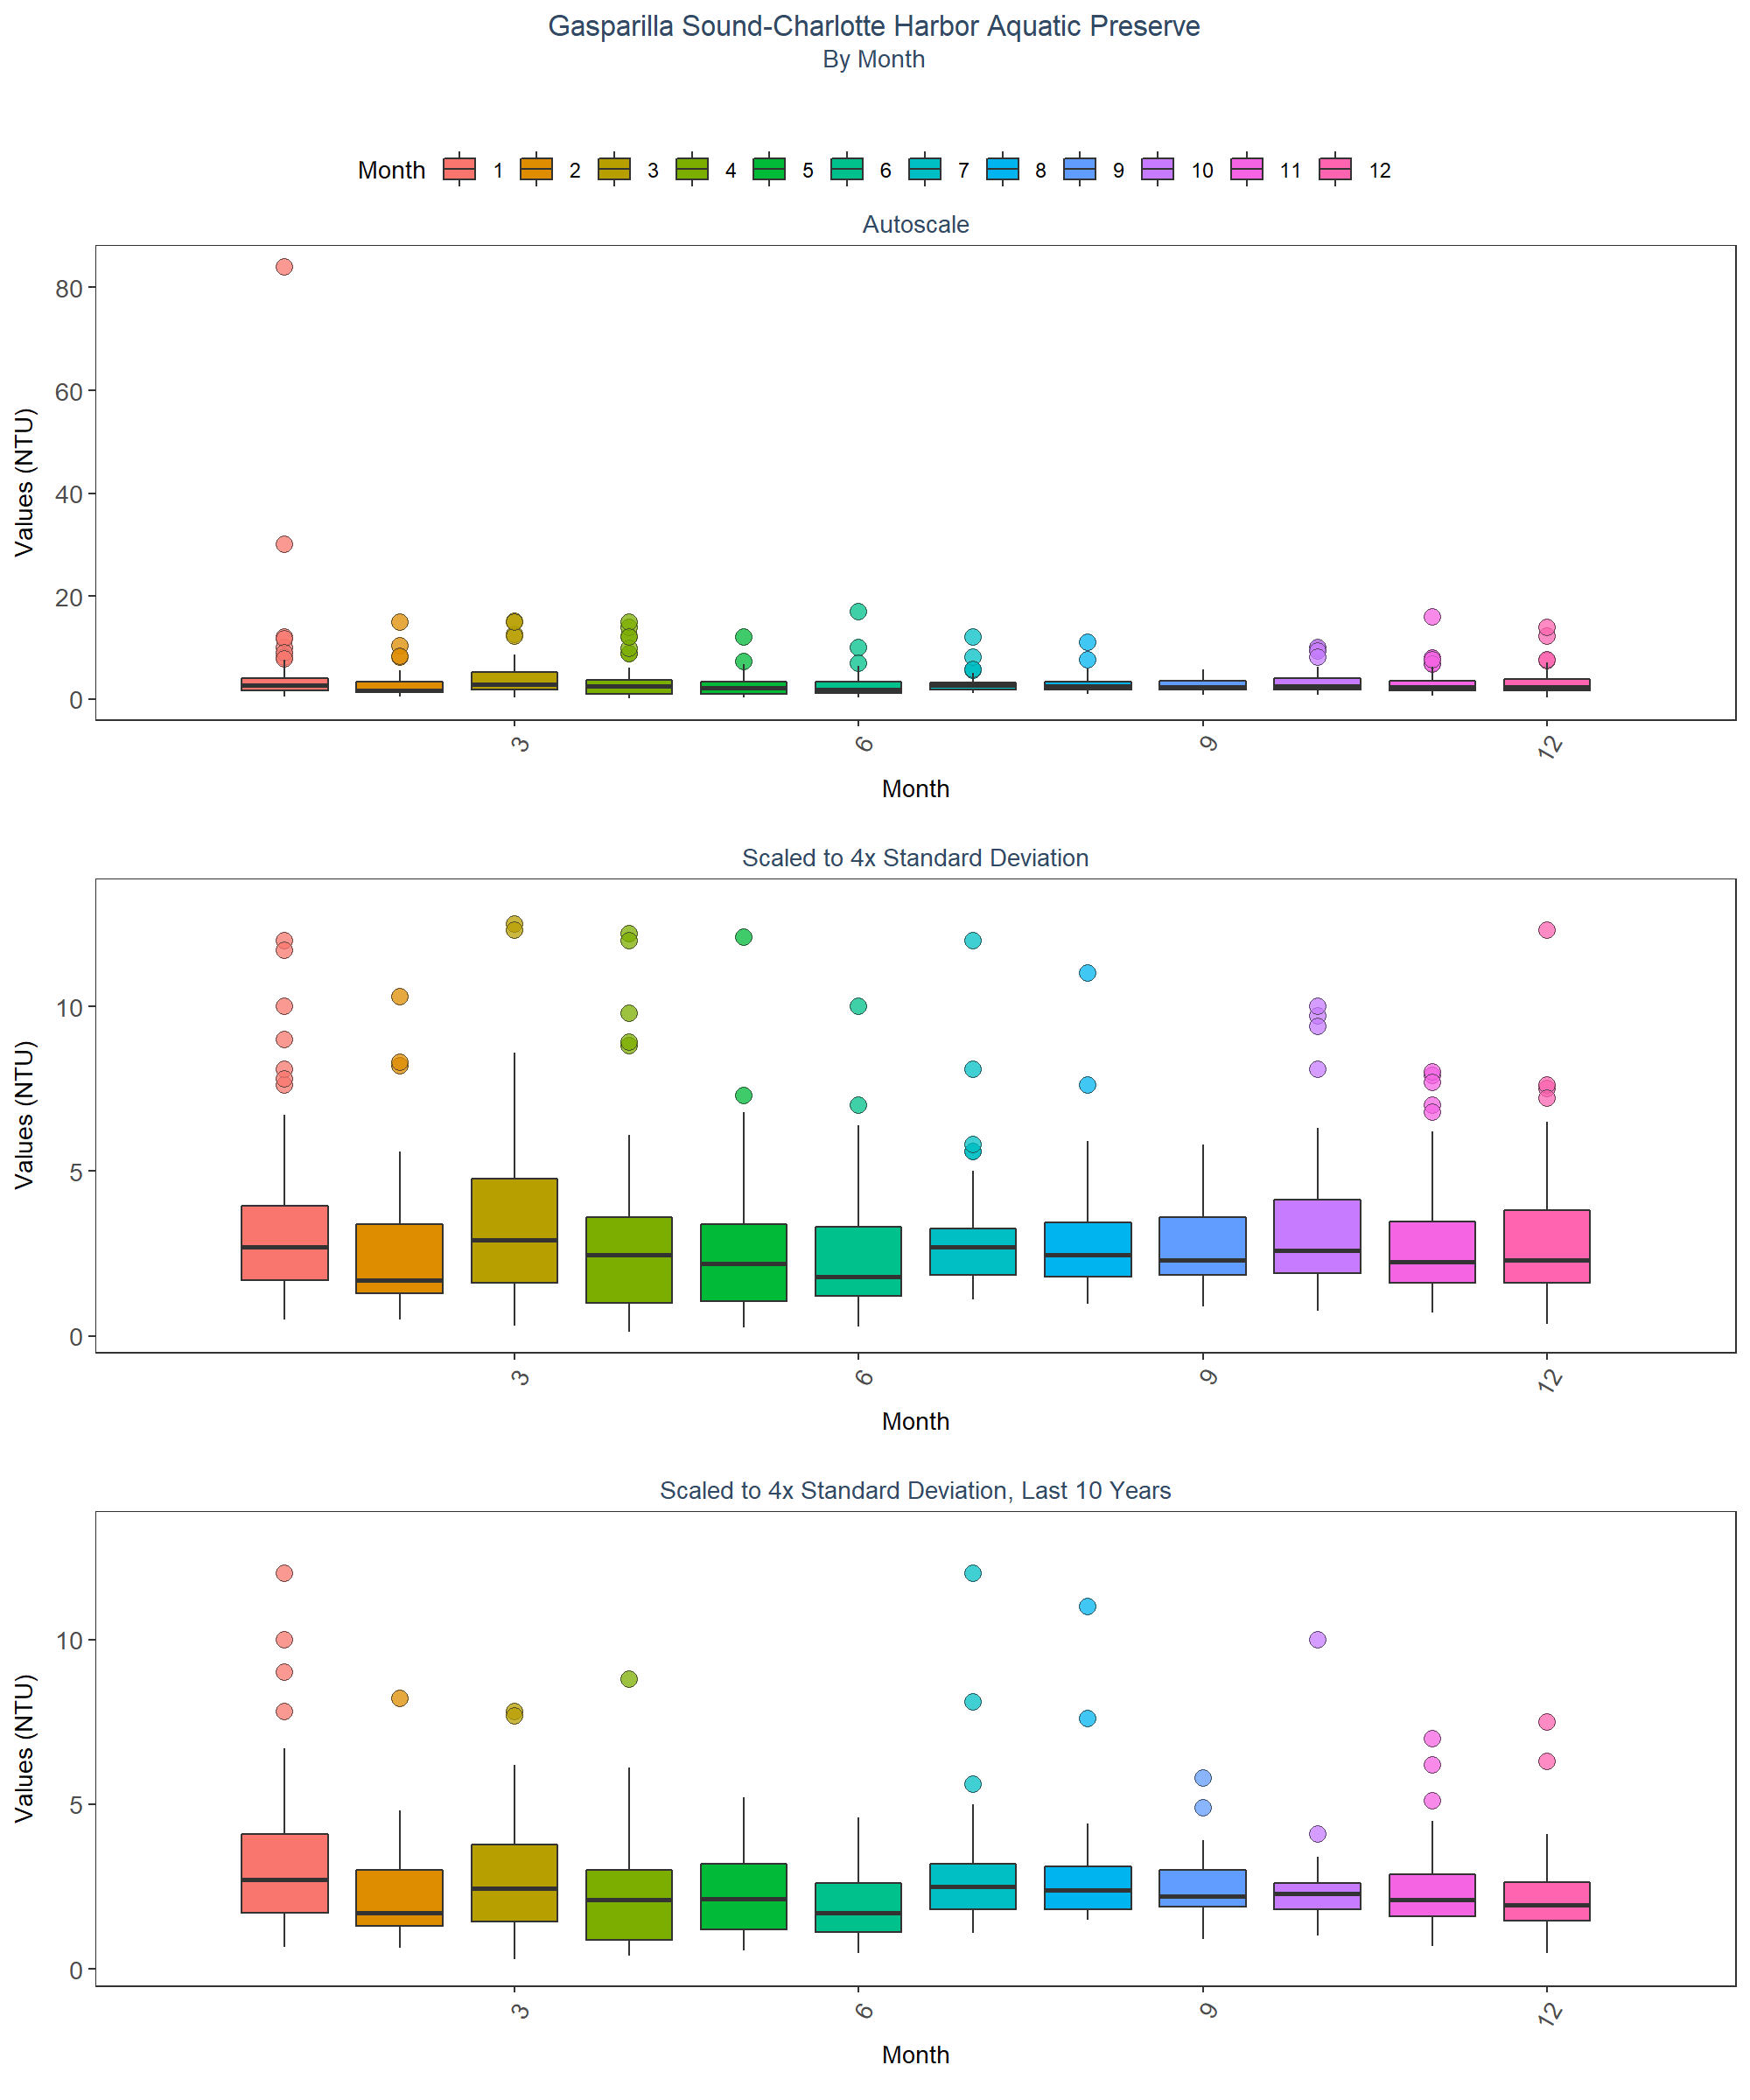 Gasparilla Sound-Charlotte Harbor Aquatic Preserve
By Month
Month 1 2 3 4 5 6 7 8 9 10 11 12
Autoscale
Values (NTU)
80
60
40
20
0
3 6 9 12
Month
Scaled to 4x Standard Deviation
Values (NTU)
10
5
0
3 6 9 12
Month
Scaled to 4x Standard Deviation, Last 10 Years
Values (NTU)
10
5
0
3 6 9 12
Month